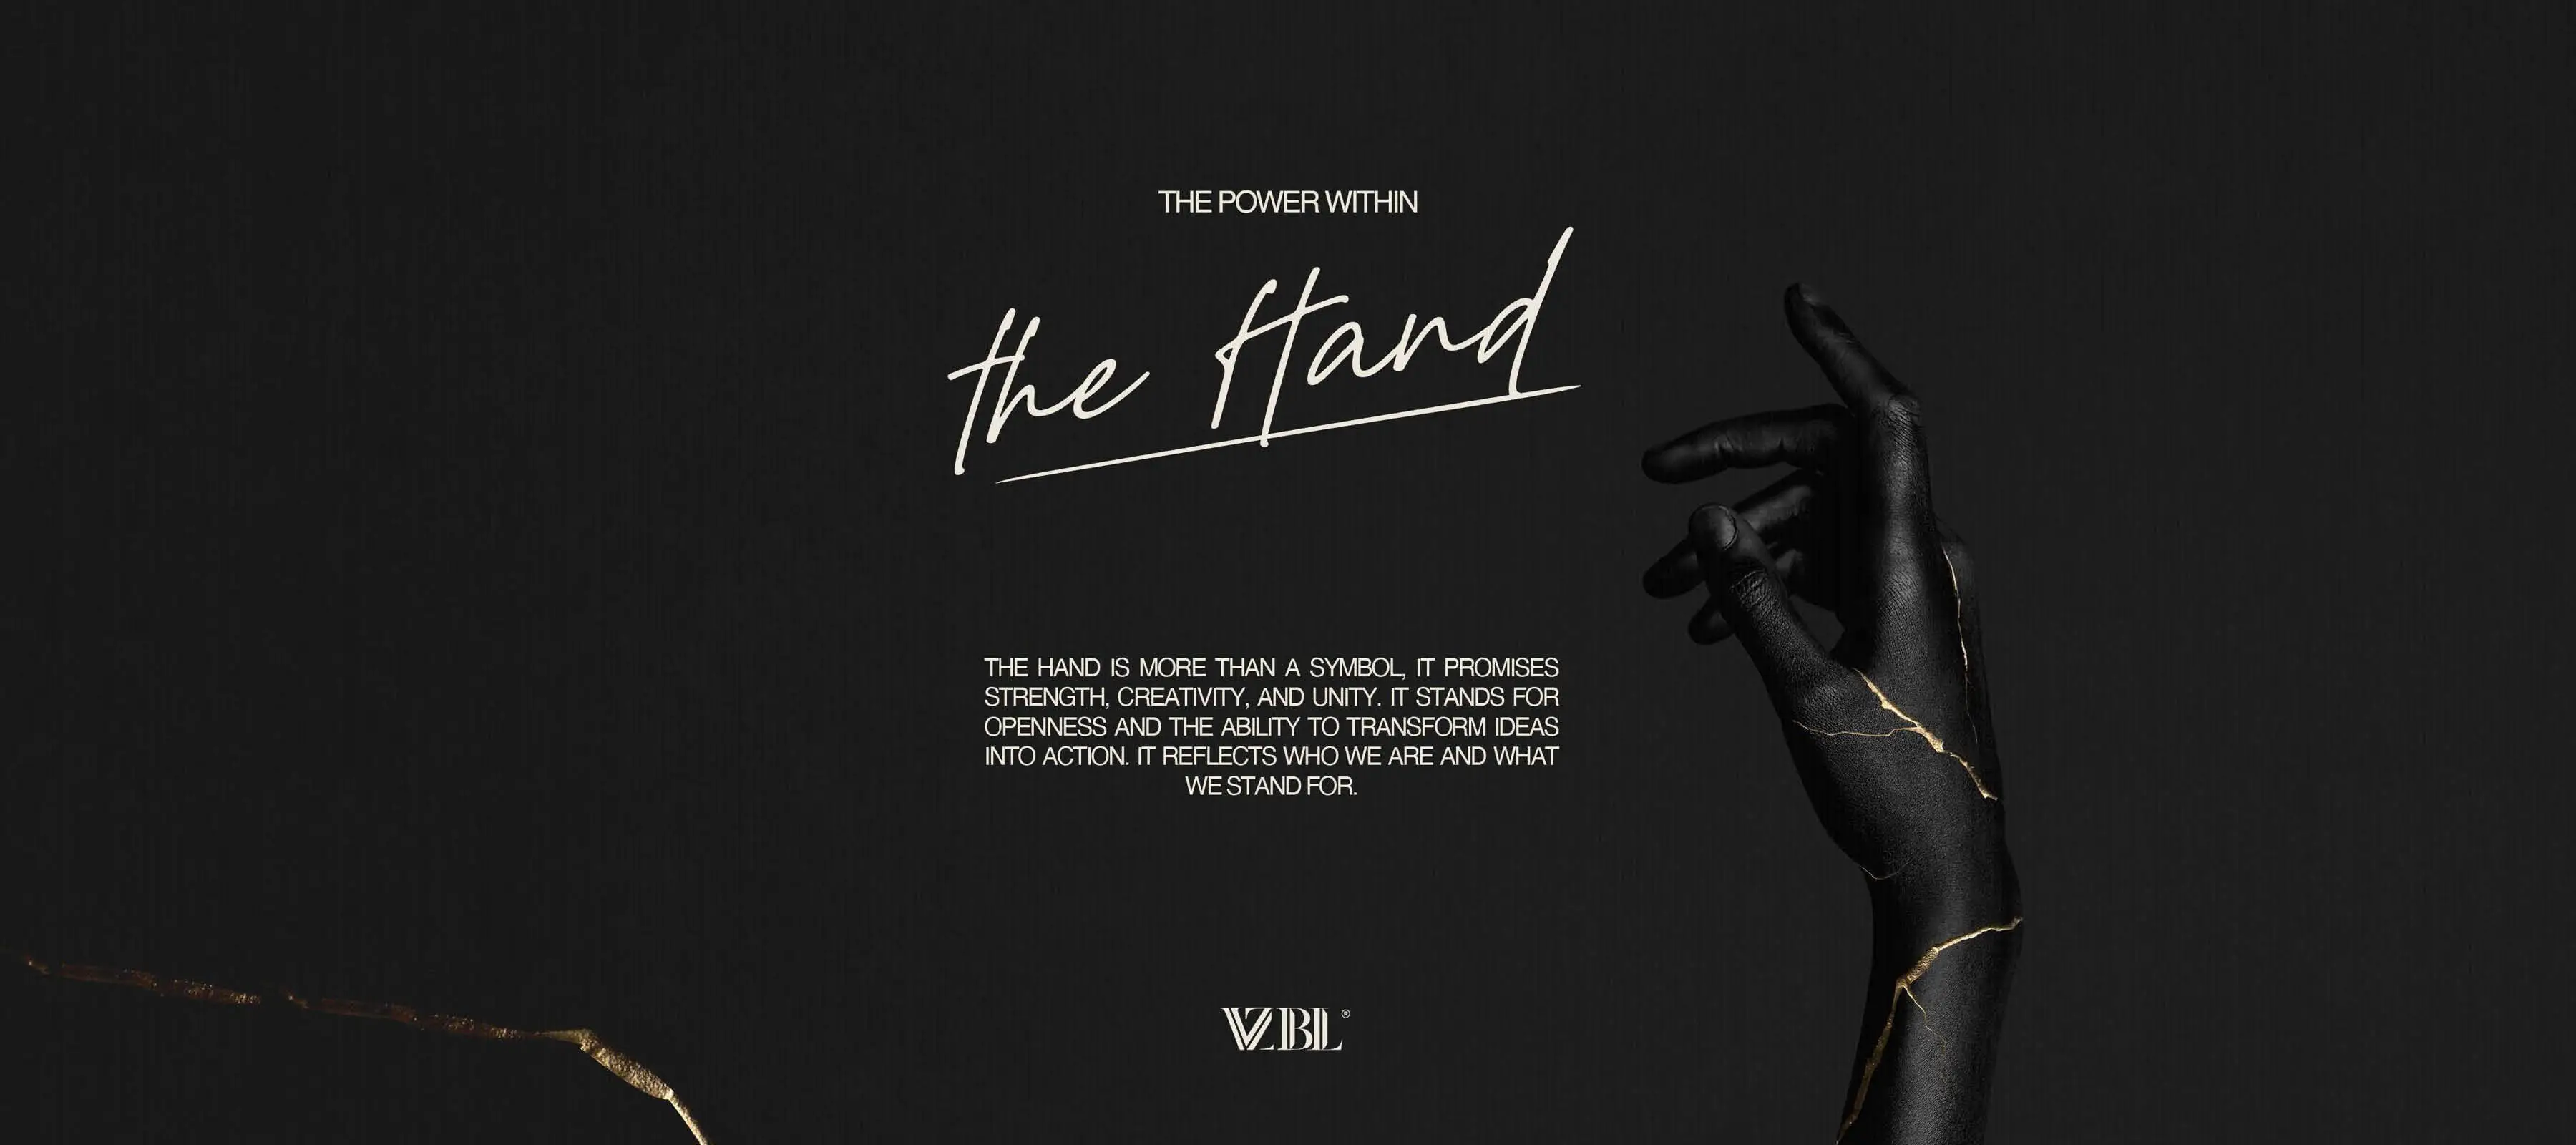 THE POWER WITHIN
the Hand
THE HAND IS MORE THAN A SYMBOL, IT PROMISES
STRENGTH, CREATIVITY, AND UNITY. IT STANDS FOR
OPENNESS AND THE ABILITY TO TRANSFORM IDEAS
INTO ACTION. IT REFLECTS WHO WE ARE AND WHAT
WE STAND FOR.
VZBL®